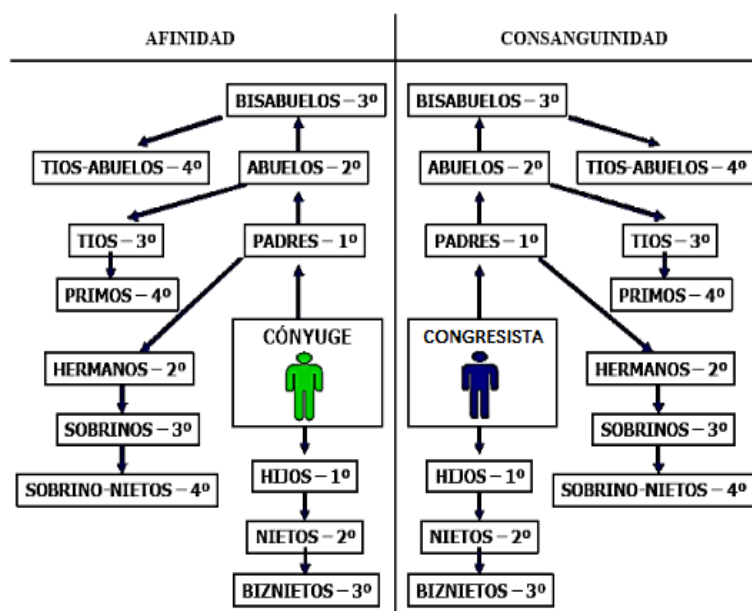 AFINIDAD
CONSANGUINIDAD
BISABUELOS – 3º
BISABUELOS – 3º
TIOS-ABUELOS – 4º
ABUELOS – 2º
ABUELOS – 2º
TIOS-ABUELOS – 4º
TIOS – 3º
PADRES – 1º
PADRES – 1º
TIOS – 3º
PRIMOS – 4º
PRIMOS – 4º
CÓNYUGE
CONGRESISTA
HERMANOS – 2º
HERMANOS – 2º
SOBRINOS – 3º
SOBRINOS – 3º
SOBRINO-NIETOS – 4º
HIJOS – 1º
HIJOS – 1º
SOBRINO-NIETOS – 4º
NIETOS – 2º
NIETOS – 2º
BIZNIETOS – 3º
BIZNIETOS – 3º